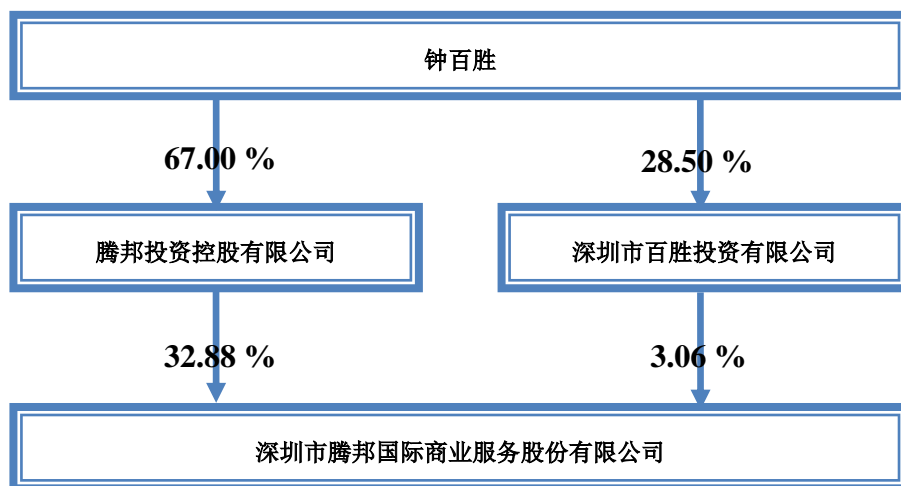 钟百胜
67.00 %
28.50 %
腾邦投资控股有限公司
深圳市百胜投资有限公司
32.88 %
3.06 %
深圳市腾邦国际商业服务股份有限公司